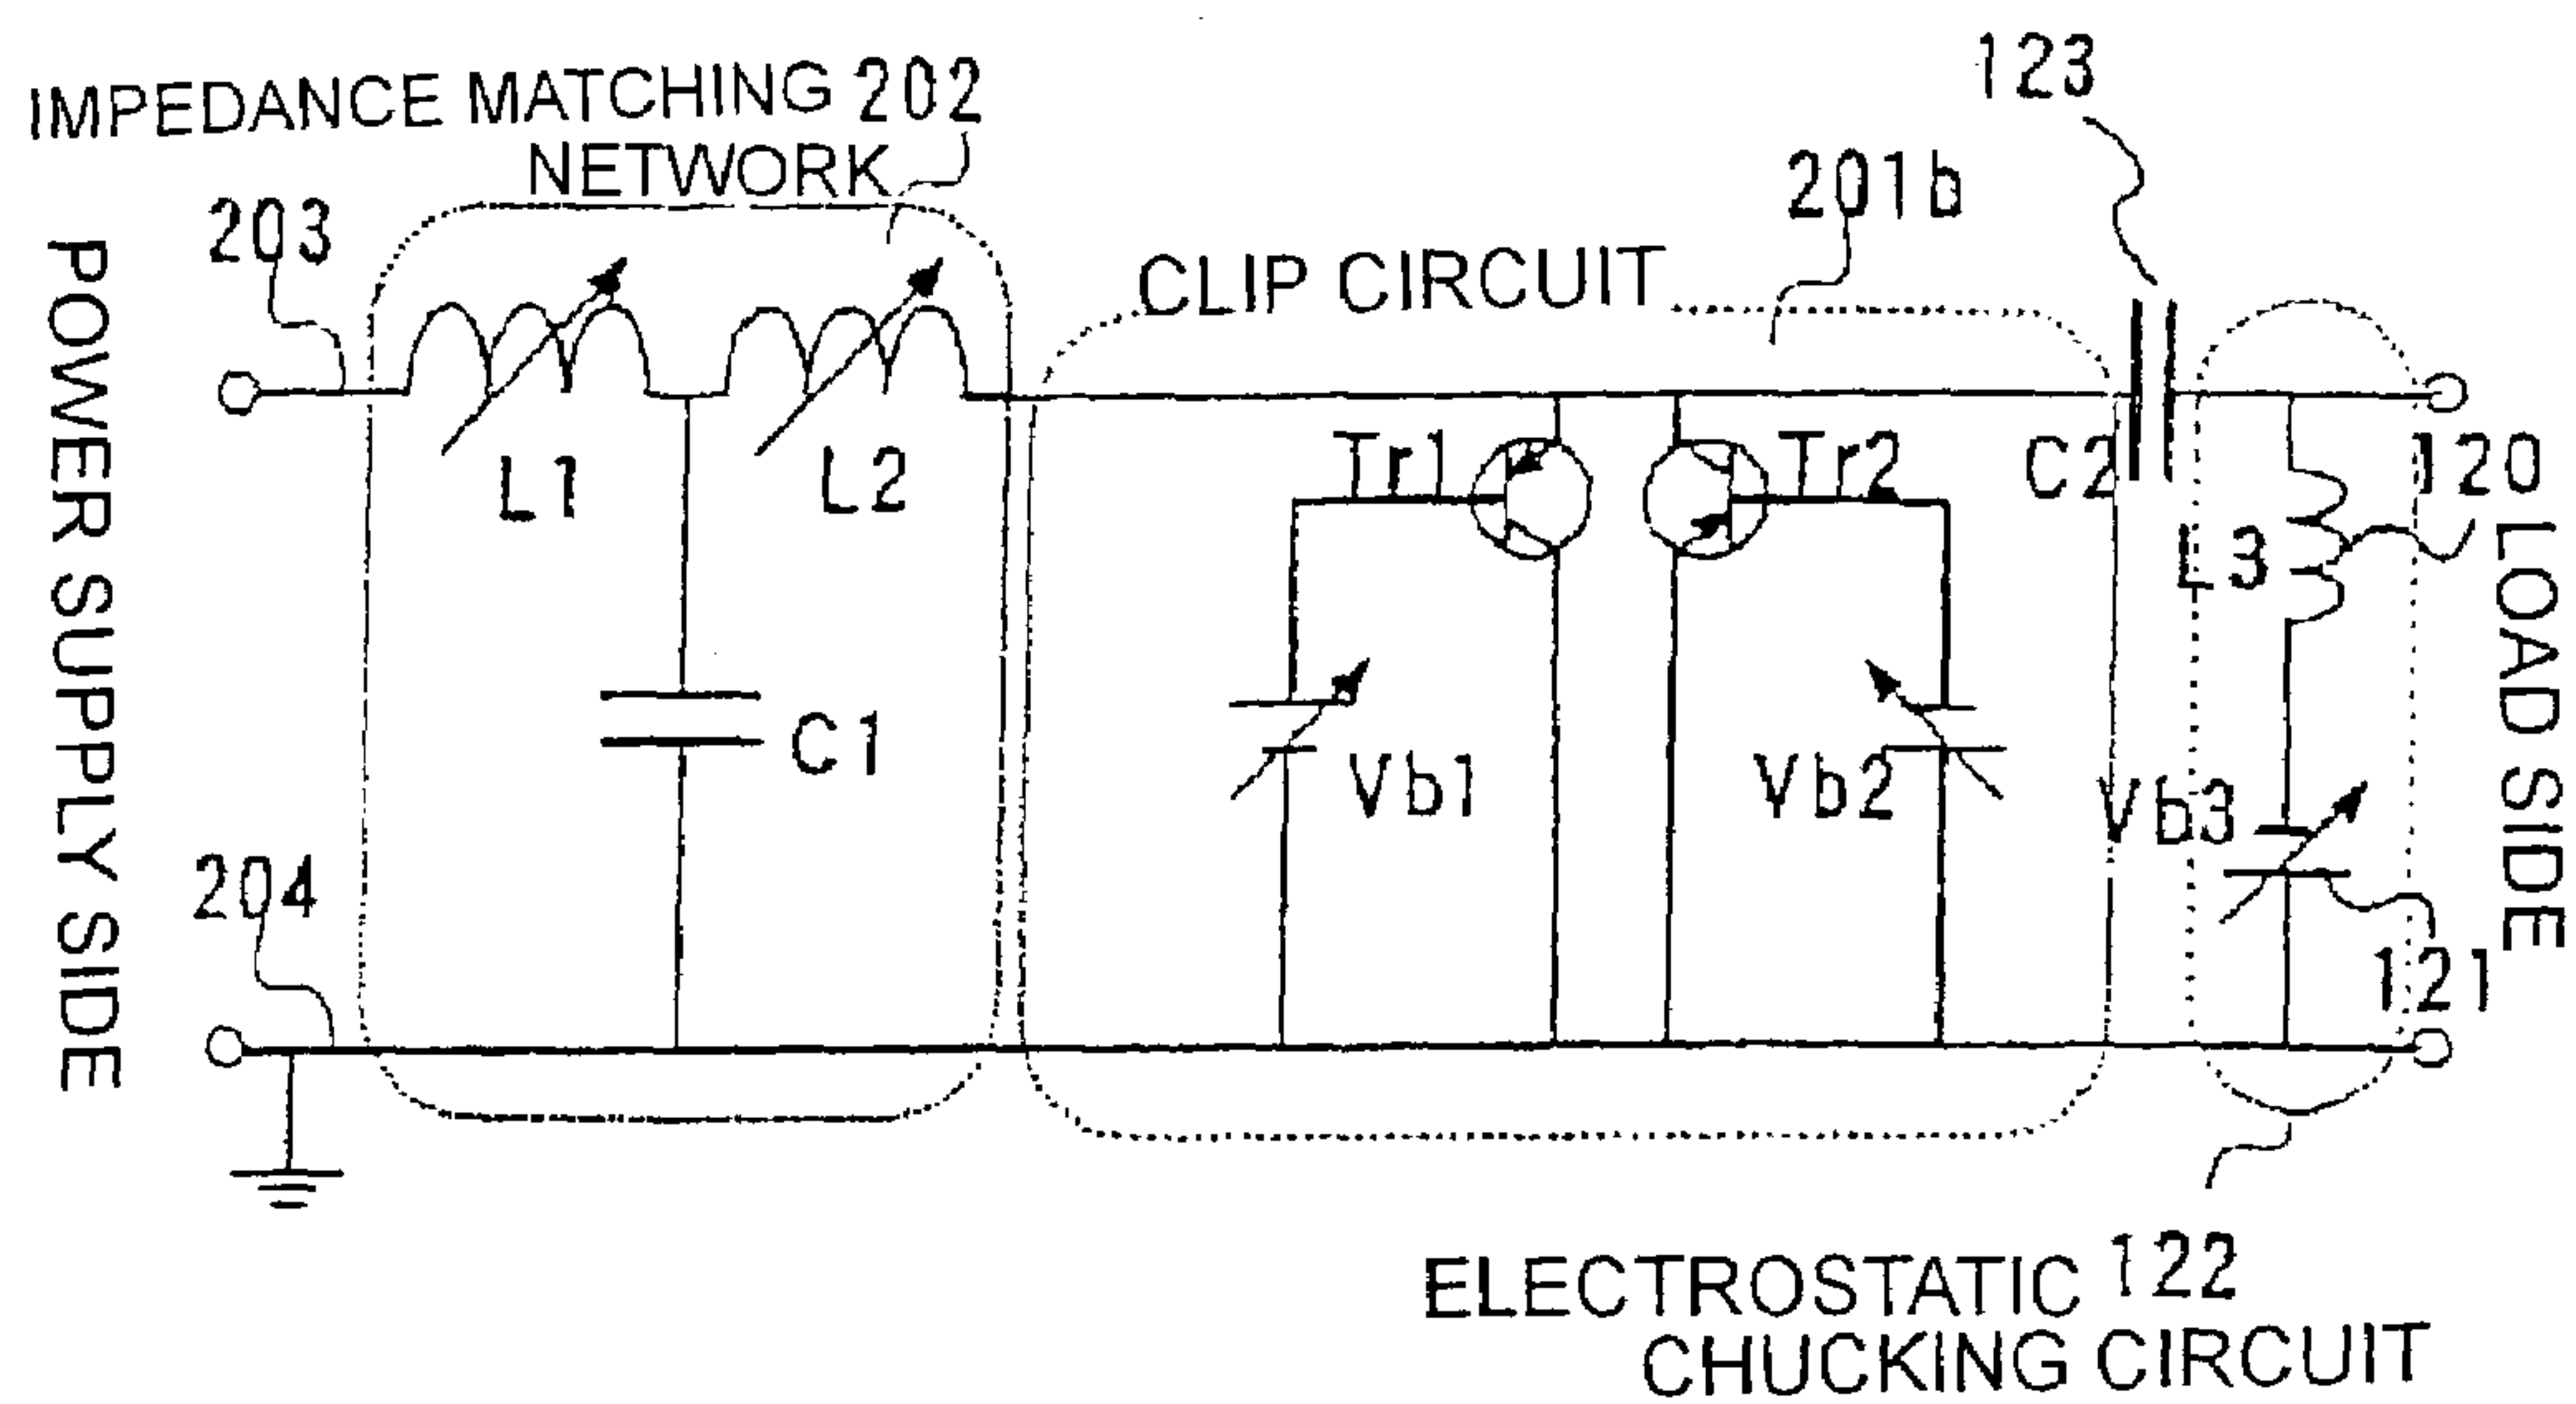 IMPEDANCE MATCHING 202
NETWORK
123
201b
203
CLIP CIRCUIT
POWER SUPPLY SIDE
L1
L2
Tr1
Tr2
C2
120
L3
LOAD SIDE
C1
Vb1
Vb2
Vb3
204
121
ELECTROSTATIC 122
CHUCKING CIRCUIT